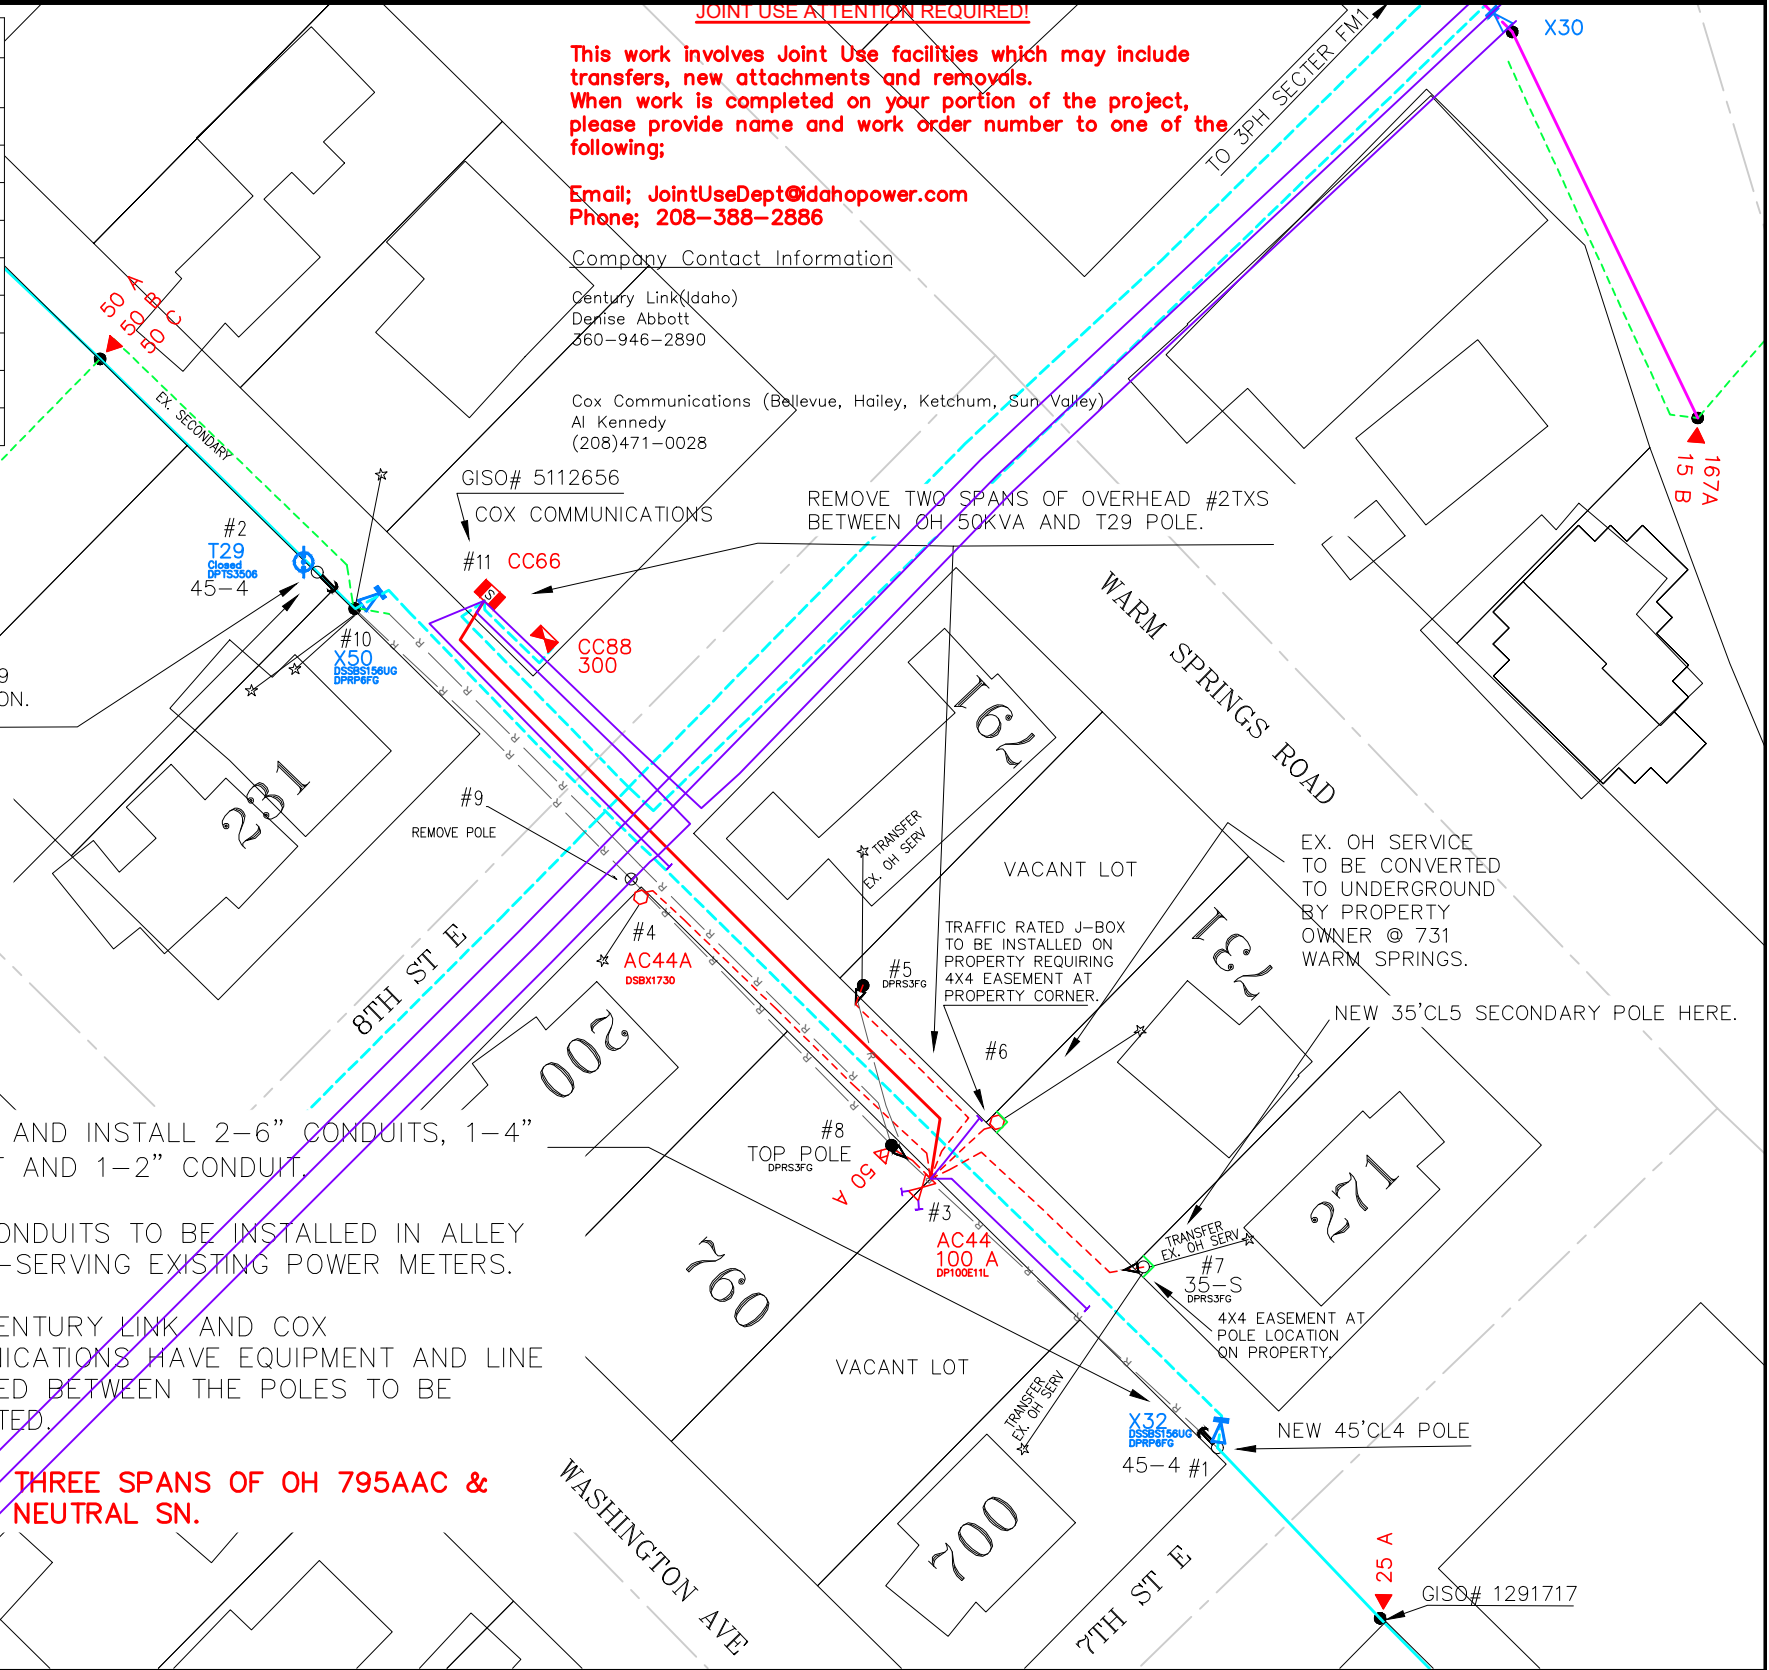 JOINT USE ATTENTION REQUIRED!
This work involves Joint Use facilities which may include
transfers, new attachments and removals.
When work is completed on your portion of the project,
please provide name and work order number to one of the
following;
Email; JointUseDept@idahopower.com
Phone; 208-388-2886
Company Contact Information
Century Link(Idaho)
Denise Abbott
360-946-2890
Cox Communications (Bellevue, Hailey, Ketchum, Sun Valley)
Al Kennedy
(208)471-0028
X30
TO 3PH SECTER FM1
50 A
50 B
50 C
EX. SECONDARY
167A
15 B
GISO# 5112656
COX COMMUNICATIONS
#11 CC66
REMOVE TWO SPANS OF OVERHEAD #2TXS
BETWEEN OH 50KVA AND T29 POLE.
#2
T29
Closed
DPTS3506
45-4
#10
X50
DSSBS156UG
DPRP6FG
CC88
300
9
ON.
WARM SPRINGS ROAD
791
231
#9
REMOVE POLE
TRANSFER
EX. OH SERV
VACANT LOT
EX. OH SERVICE
TO BE CONVERTED
TO UNDERGROUND
BY PROPERTY
OWNER @ 731
WARM SPRINGS.
731
TRAFFIC RATED J-BOX
TO BE INSTALLED ON
PROPERTY REQUIRING
4X4 EASEMENT AT
PROPERTY CORNER.
#4
AC44A
DSBX1730
8TH ST E
#5
DPRS3FG
NEW 35'CL5 SECONDARY POLE HERE.
200
#6
AND INSTALL 2-6" CONDUITS, 1-4"
T AND 1-2" CONDUIT.
#8
TOP POLE
DPRS3FG
50 A
271
#3
AC44
100 A
DP100E11L
ONDUITS TO BE INSTALLED IN ALLEY
-SERVING EXISTING POWER METERS.
TRANSFER
EX. OH SERV
#7
35-S
DPRS3FG
760
4X4 EASEMENT AT
POLE LOCATION
ON PROPERTY.
ENTURY LINK AND COX
NICATIONS HAVE EQUIPMENT AND LINE
ED BETWEEN THE POLES TO BE
TED.
VACANT LOT
TRANSFER
EX. OH SERV
X32
DSSBS156UG
DPRP6FG
45-4 #1
NEW 45'CL4 POLE
THREE SPANS OF OH 795AAC &
NEUTRAL SN.
WASHINGTON AVE
700
7TH ST E
25 A
GISO# 1291717